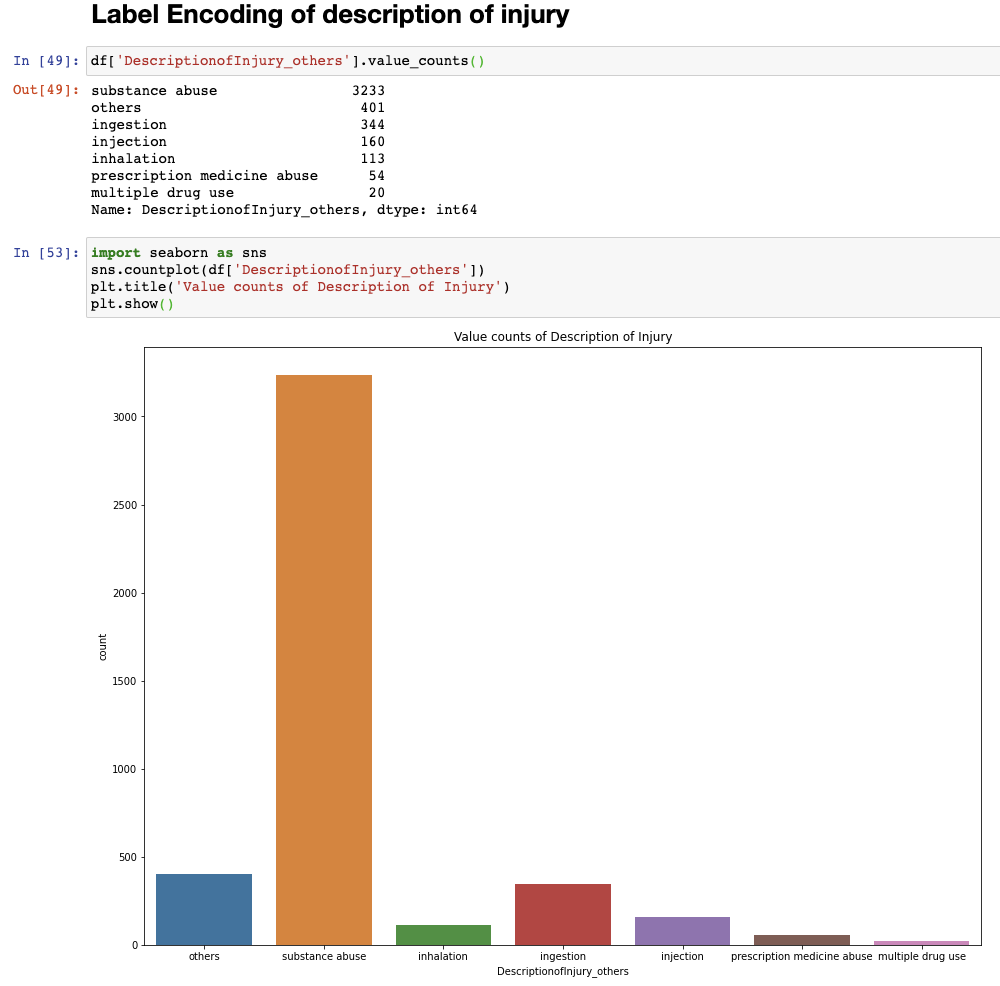 Label Encoding of description of injury
In [49]: df['DescriptionofInjury_others'].value_counts()
Out[49]: substance abuse 3233
others 401
ingestion 344
injection 160
inhalation 113
prescription medicine abuse 54
multiple drug use 20
Name: DescriptionofInjury_others, dtype: int64
In [53]: import seaborn as sns
sns.countplot(df['DescriptionofInjury_others'])
plt.title('Value counts of Description of Injury')
plt.show()
Value counts of Description of Injury
3000
2500
2000
count
1500
1000
500
0
others substance abuse inhalation ingestion injection prescription medicine abuse multiple drug use
DescriptionofInjury_others